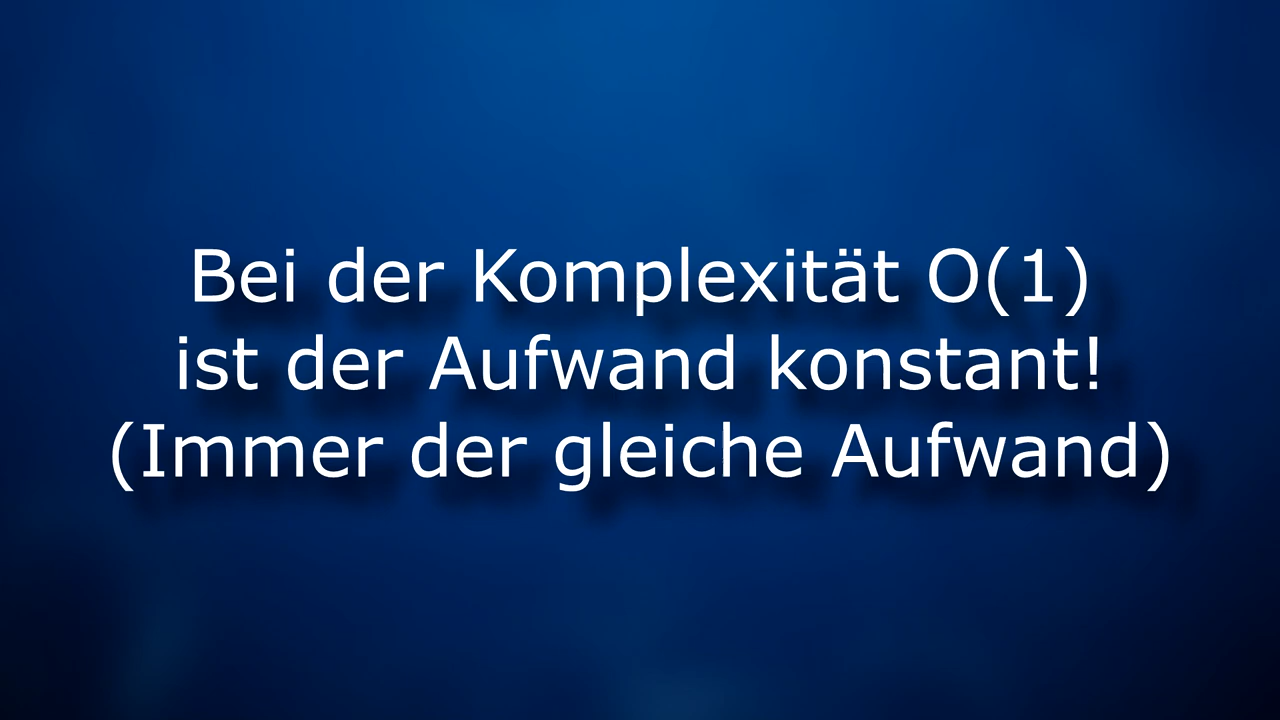 Bei der Komplexität O(1)
ist der Aufwand konstant!
(Immer der gleiche Aufwand)